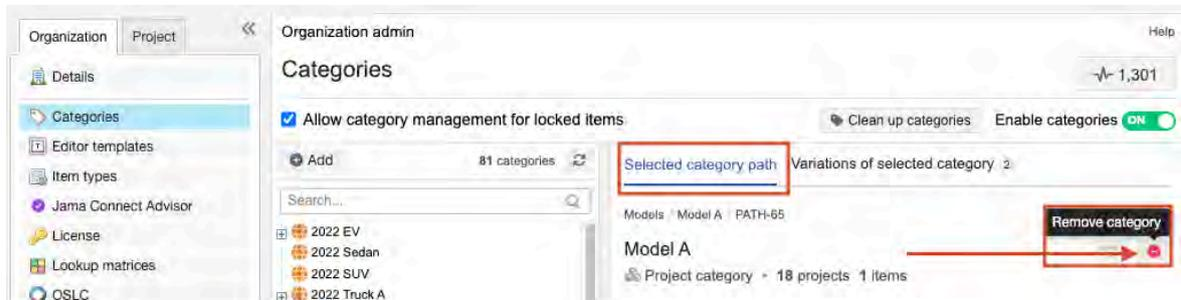 Organization
Project
Details
Categories
Editor templates
Item types
Jama Connect Advisor
License
Lookup matrices
OSLC
Organization admin
Help
Categories
1,301
Allow category management for locked items
Clean up categories
Enable categories ON
Add
81 categories
Search...
2022 EV
2022 Sedan
2022 SUV
2022 Truck A
Selected category path
Variations of selected category 2
Models Model A PATH-65
Remove category
Model A
Project category • 18 projects 1 items